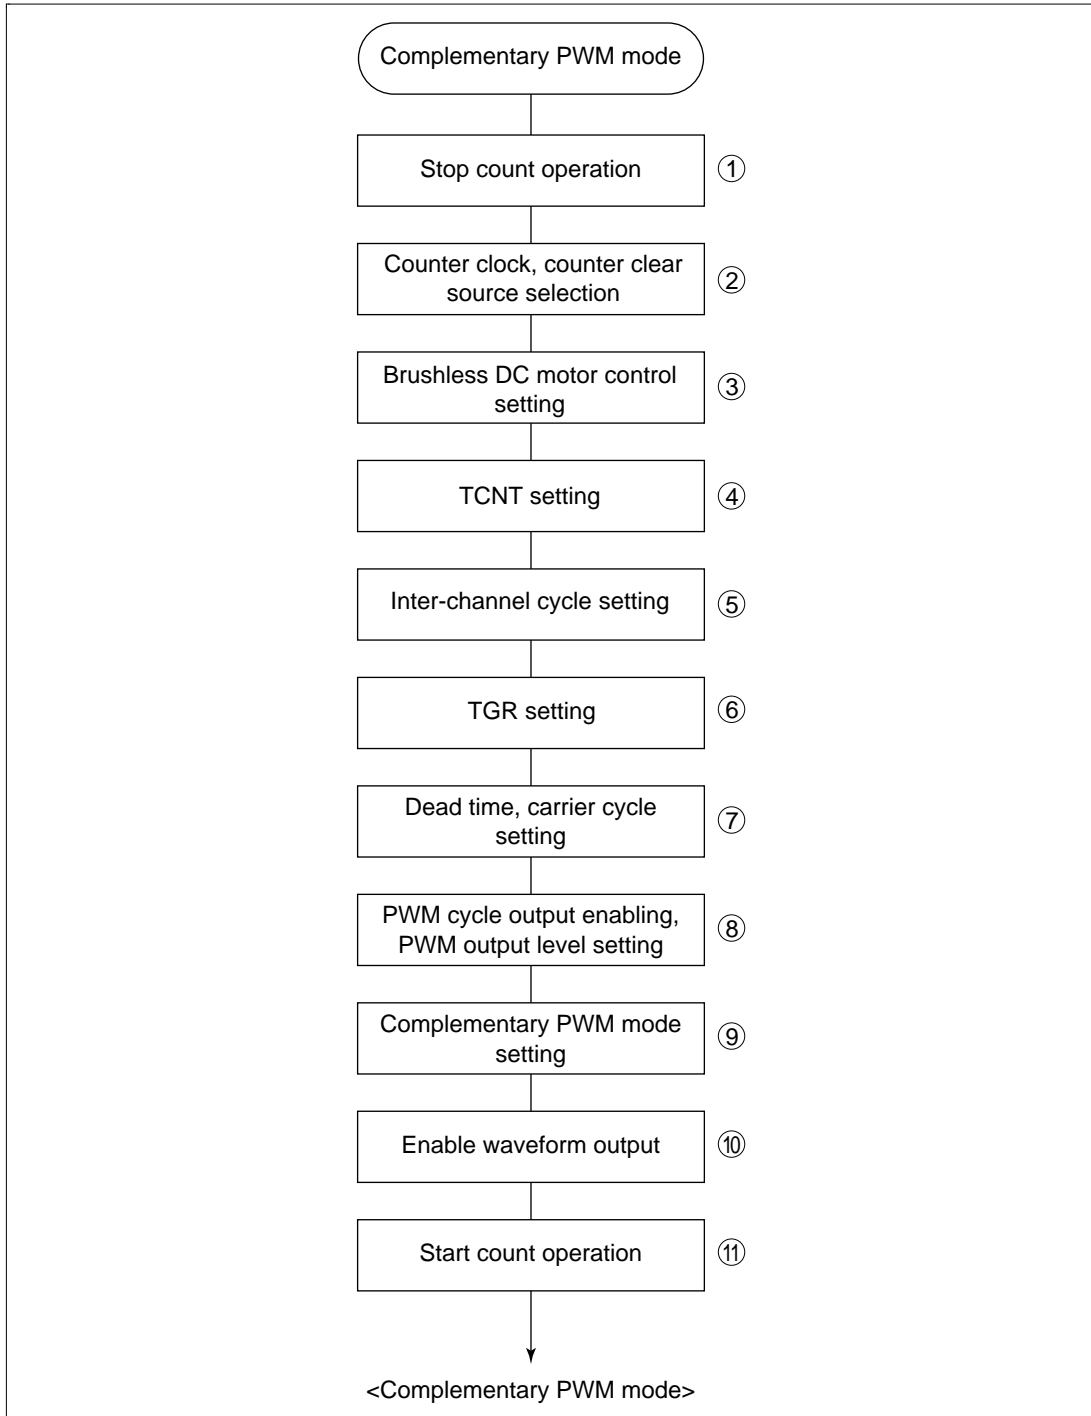 Complementary PWM mode
Stop count operation
①
Counter clock, counter clear
source selection
②
Brushless DC motor control
setting
③
TCNT setting
④
Inter-channel cycle setting
⑤
TGR setting
⑥
Dead time, carrier cycle
setting
⑦
PWM cycle output enabling,
PWM output level setting
⑧
Complementary PWM mode
setting
⑨
Enable waveform output
⑩
Start count operation
⑪
<Complementary PWM mode>